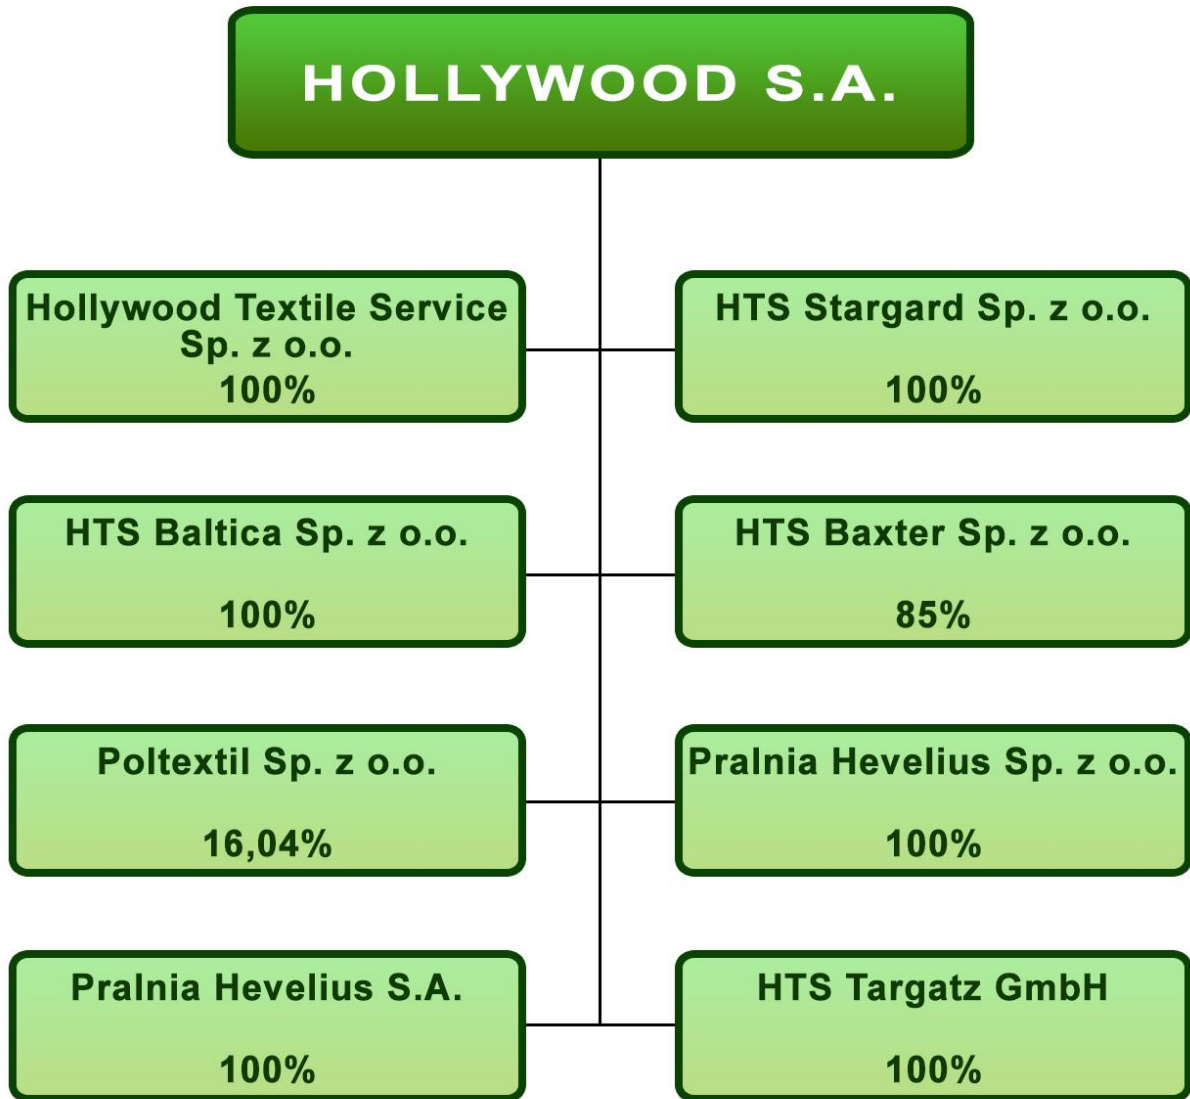 HOLLYWOOD S.A.
Hollywood Textile Service
Sp. z o.o.
100%
HTS Stargard Sp. z o.o.
100%
HTS Baltica Sp. z o.o.
100%
HTS Baxter Sp. z o.o.
85%
Poltextil Sp. z o.o.
16,04%
Pralnia Hevelius Sp. z o.o.
100%
Pralnia Hevelius S.A.
100%
HTS Targatz GmbH
100%